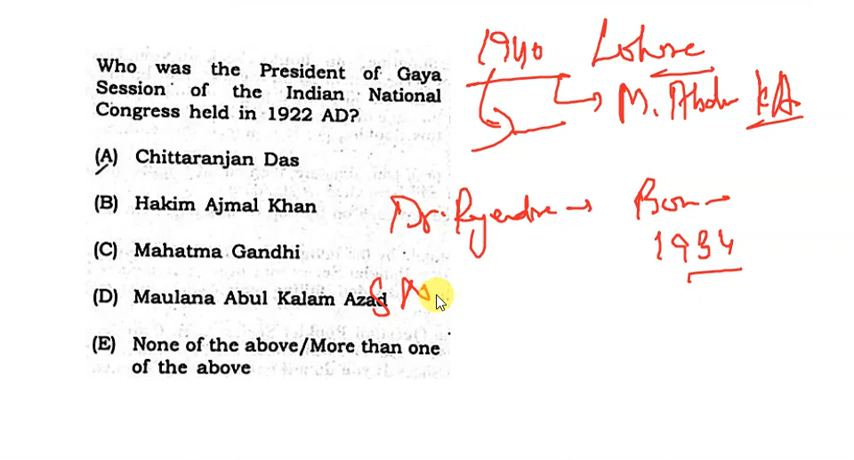 Who was the President of Gaya
Session of the Indian National
Congress held in 1922 AD?
(A) Chittaranjan Das
(B) Hakim Ajmal Khan
(C) Mahatma Gandhi
(D) Maulana Abul Kalam Azad
(E) None of the above/More than one
of the above
1940
M.
Dr.
1934